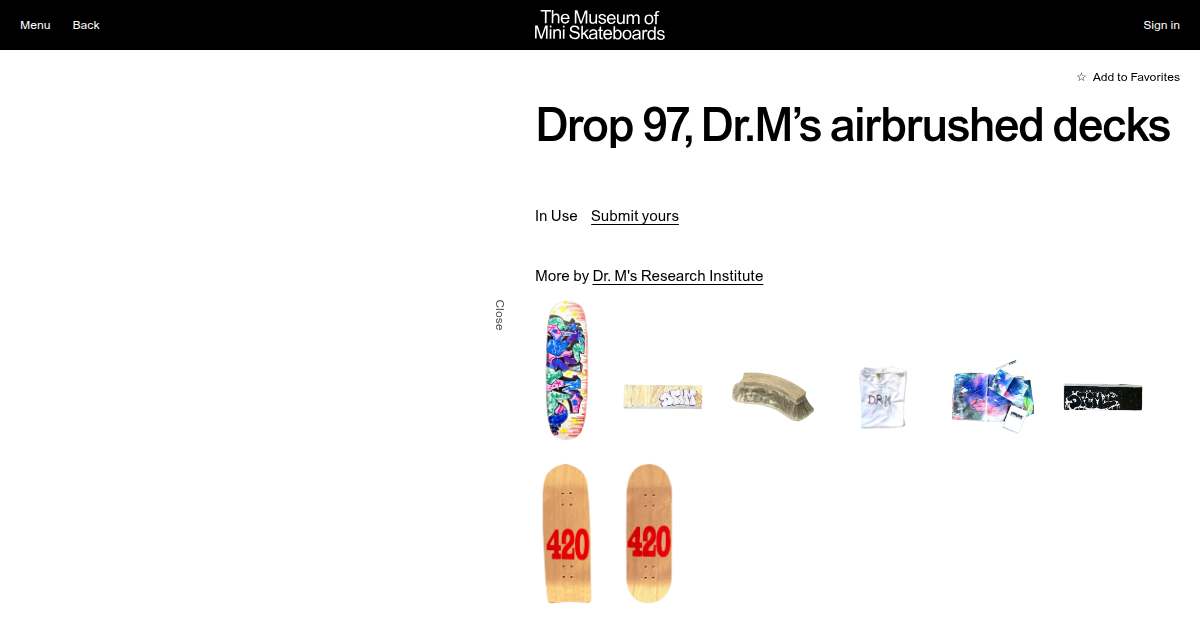 Menu
Back
The Museum of
Mini Skateboards
Sign in
☆ Add to Favorites
Drop 97, Dr.M’s airbrushed decks
In Use
Submit yours
More by Dr. M's Research Institute
Close
DRM
420
420